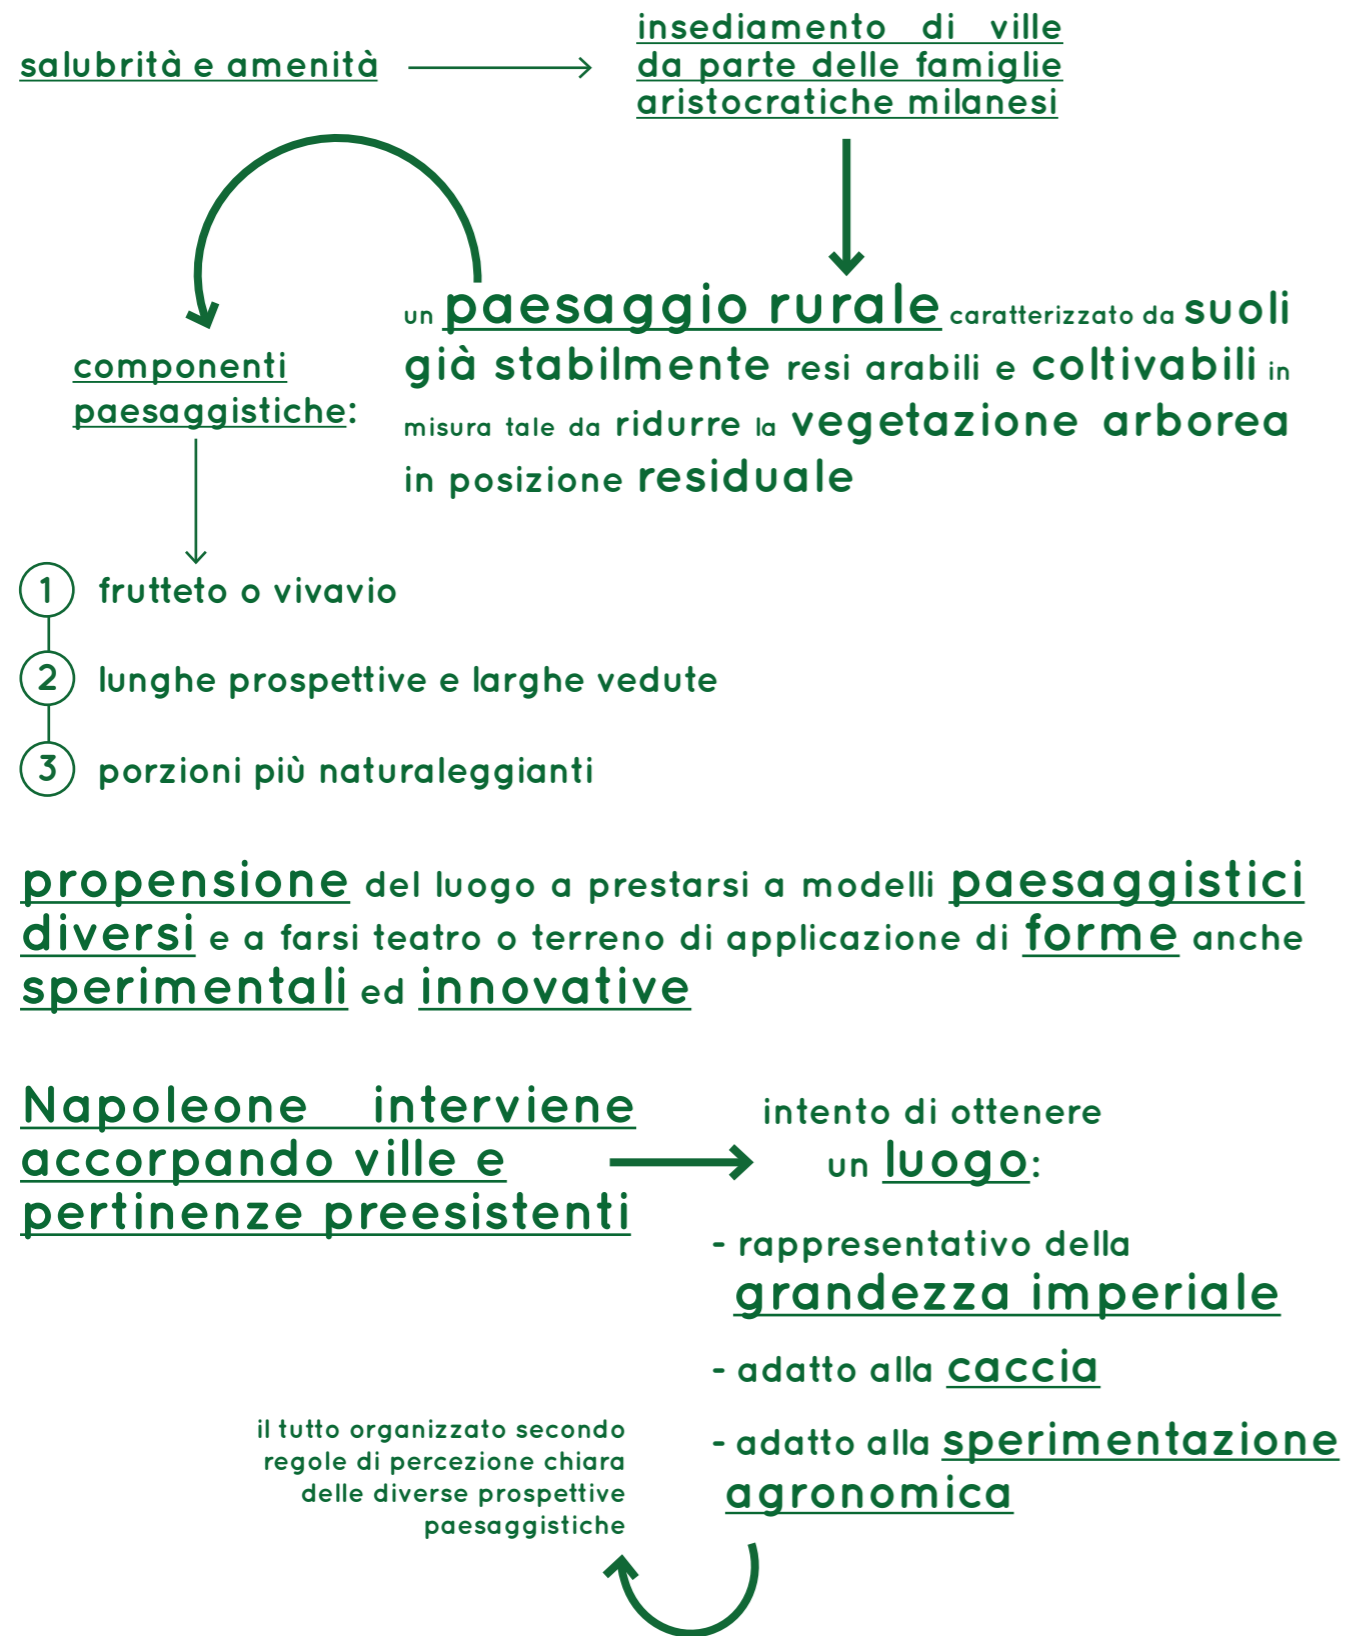 salubrità e amenità
insediamento di ville
da parte delle famiglie
aristocratiche milanesi
un paesaggio rurale caratterizzato da suoli
già stabilmente resi arabili e coltivabili in
misura tale da ridurre la vegetazione arborea
in posizione residuale
componenti
paesaggistiche:
1 frutteto o vivavio
2 lunghe prospettive e larghe vedute
3 porzioni più naturaleggianti
propensione del luogo a prestarsi a modelli paesaggistici
diversi e a farsi teatro o terreno di applicazione di forme anche
sperimentali ed innovative
Napoleone interviene
accorpando ville e
pertinenze preesistenti
intento di ottenere
un luogo:
- rappresentativo della
grandezza imperiale
- adatto alla caccia
- adatto alla sperimentazione
agronomica
il tutto organizzato secondo
regole di percezione chiara
delle diverse prospettive
paesaggistiche